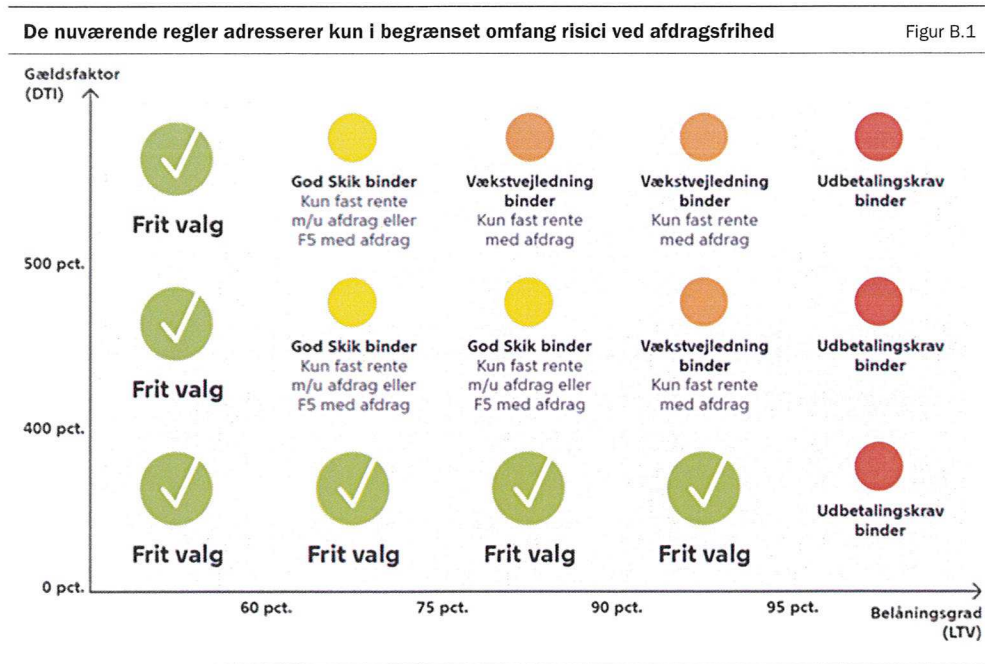 De nuværende regler adresserer kun i begrænset omfang risici ved afdragsfrihed Figur B.1
Gældsfaktor
(DTI)
Frit valg
God Skik binder
Kun fast rente
m/u afdrag eller
F5 med afdrag
Vækstvejledning
binder
Kun fast rente
med afdrag
Vækstvejledning
binder
Kun fast rente
med afdrag
Udbetalingskrav
binder
500 pct.
Frit valg
God Skik binder
Kun fast rente
m/u afdrag eller
F5 med afdrag
God Skik binder
Kun fast rente
m/u afdrag eller
F5 med afdrag
Vækstvejledning
binder
Kun fast rente
med afdrag
Udbetalingskrav
binder
400 pct.
Frit valg
Frit valg
Frit valg
Frit valg
Udbetalingskrav
binder
0 pct.
60 pct.
75 pct.
90 pct.
95 pct.
Belåningsgrad
(LTV)